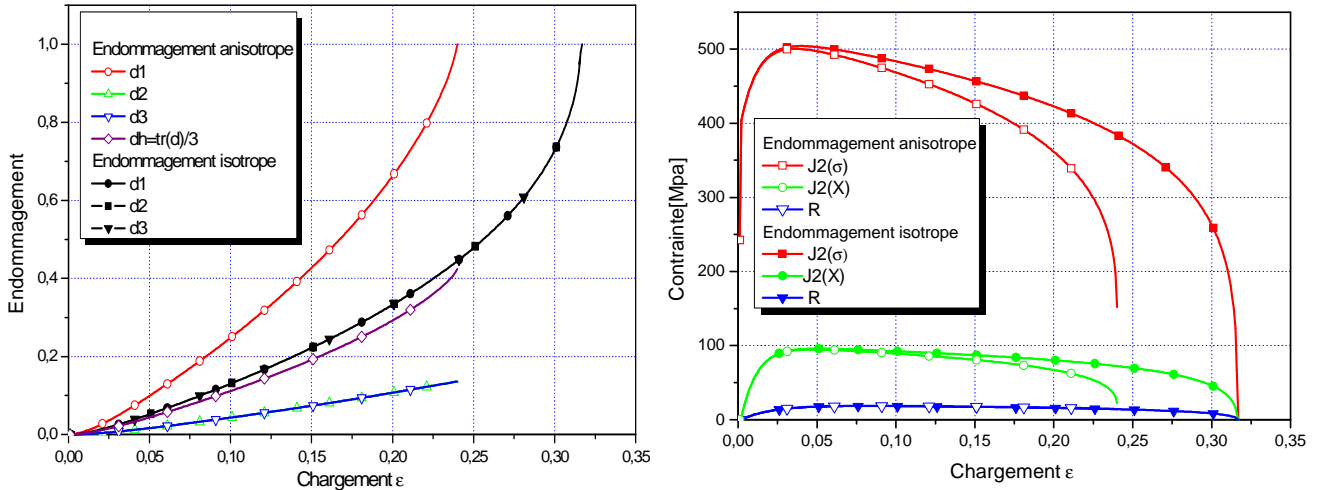 1,0
0,8
0,6
0,4
0,2
0,0
Endommagement
Endommagement anisotrope
d1
d2
d3
dh=tr(d)/3
Endommagement isotrope
d1
d2
d3
0,00 0,05 0,10 0,15 0,20 0,25 0,30 0,35
Chargement ε
500
400
300
200
100
0
Contrainte[Mpa]
Endommagement anisotrope
J2(σ)
J2(X)
R
Endommagement isotrope
J2(σ)
J2(X)
R
0,00 0,05 0,10 0,15 0,20 0,25 0,30 0,35
Chargement ε